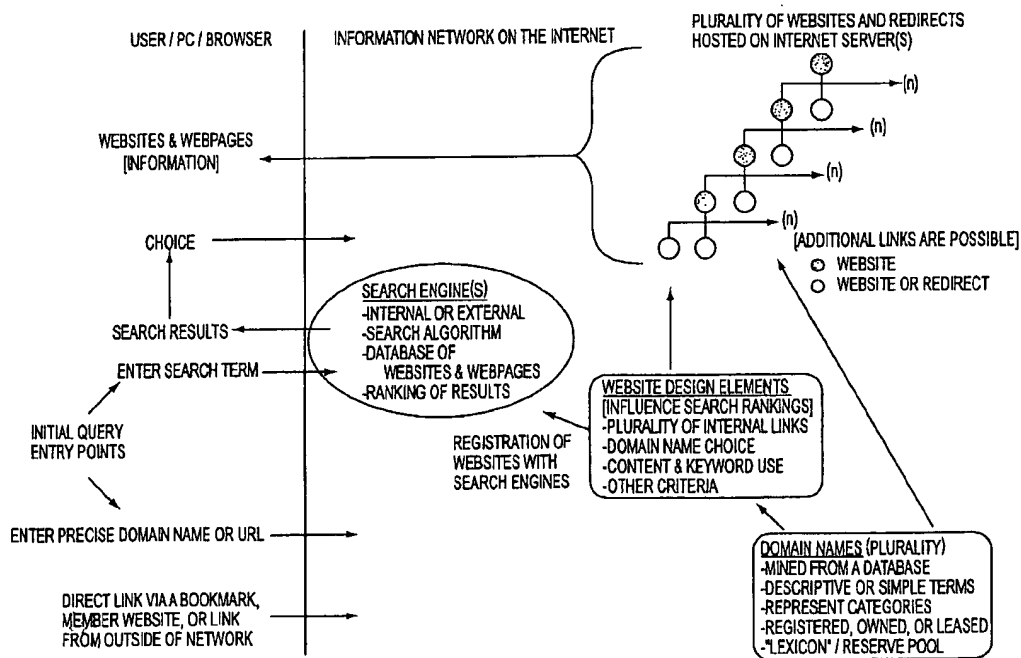 USER / PC / BROWSER
INFORMATION NETWORK ON THE INTERNET
PLURALITY OF WEBSITES AND REDIRECTS
HOSTED ON INTERNET SERVER(S)
(n)
(n)
(n)
(n)
WEBSITES & WEBPAGES
[INFORMATION]
[ADDITIONAL LINKS ARE POSSIBLE]
WEBSITE
WEBSITE OR REDIRECT
CHOICE
SEARCH RESULTS
ENTER SEARCH TERM
SEARCH ENGINE(S)
-INTERNAL OR EXTERNAL
-SEARCH ALGORITHM
-DATABASE OF
WEBSITES & WEBPAGES
-RANKING OF RESULTS
INITIAL QUERY
ENTRY POINTS
REGISTRATION OF
WEBSITES WITH
SEARCH ENGINES
WEBSITE DESIGN ELEMENTS
[INFLUENCE SEARCH RANKINGS]
-PLURALITY OF INTERNAL LINKS
-DOMAIN NAME CHOICE
-CONTENT & KEYWORD USE
-OTHER CRITERIA
ENTER PRECISE DOMAIN NAME OR URL
DIRECT LINK VIA A BOOKMARK,
MEMBER WEBSITE, OR LINK
FROM OUTSIDE OF NETWORK
DOMAIN NAMES (PLURALITY)
-MINED FROM A DATABASE
-DESCRIPTIVE OR SIMPLE TERMS
-REPRESENT CATEGORIES
-REGISTERED, OWNED, OR LEASED
-"LEXICON" / RESERVE POOL